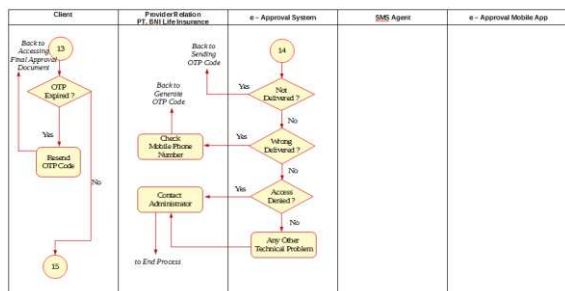 Client
Provider Relation
PT. BNI Life Insurance
e – Approval System
SMS Agent
e – Approval Mobile App
Back to
Accessing
Final Approval
Document
13
OTP
Expired ?
Yes
Resend
OTP Code
No
15
Back to
Generate
OTP Code
Check
Mobile Phone
Number
Contact
Administrator
to End Process
Back to
Sending
OTP Code
14
Yes
Not
Delivered ?
No
Yes
Wrong
Delivered ?
No
Yes
Access
Denied ?
No
Any Other
Technical Problem